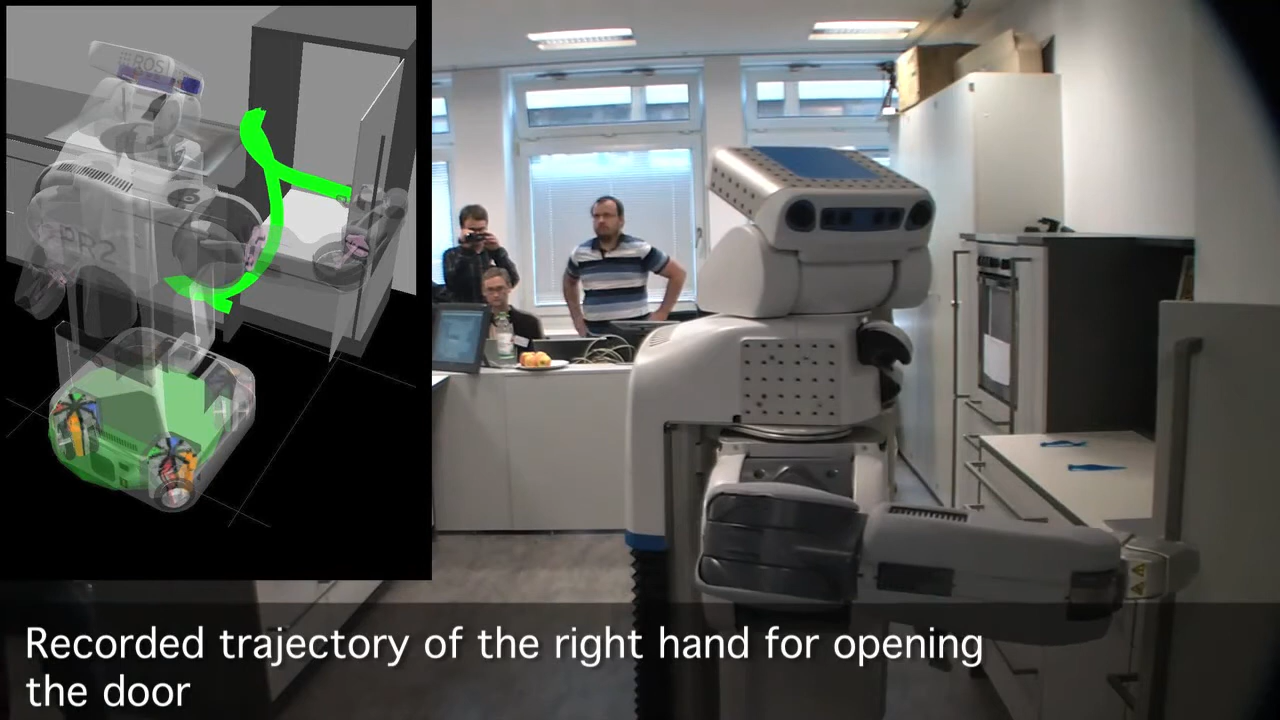 ROS
PR2
Recorded trajectory of the right hand for opening
the door